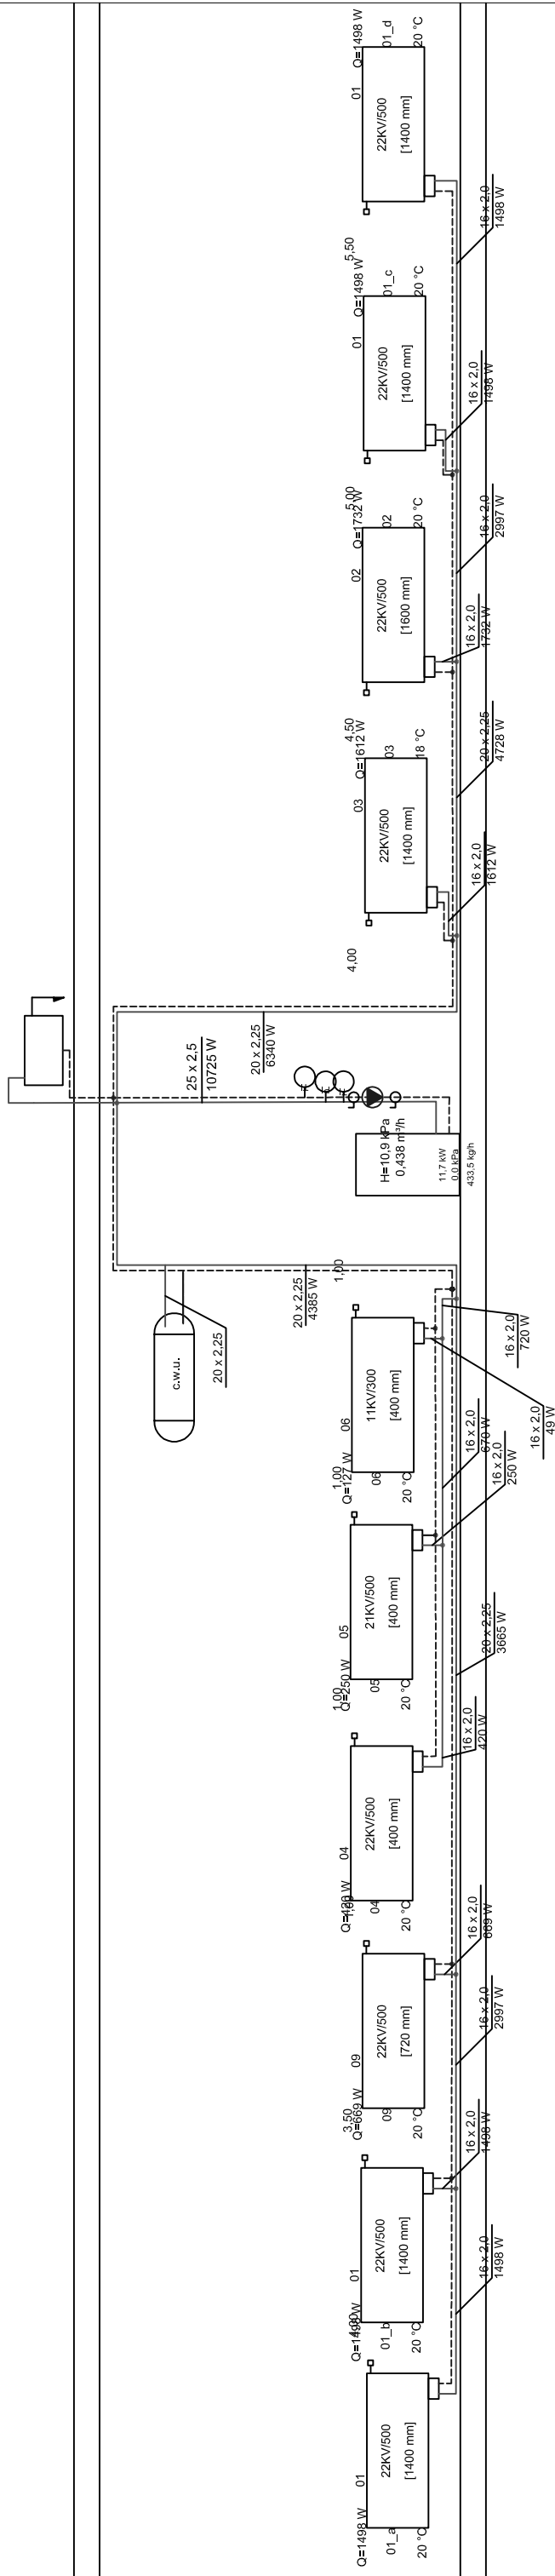 Q=1498 W
01_d
20 °C
01
22KV/500
[1400 mm]
16 x 2,0
1498 W
5,50
Q=1498 W
01_c
20 °C
01
22KV/500
[1400 mm]
16 x 2,0
1498 W
5,00
Q=1732 W
02
20 °C
16 x 2,0
2997 W
02
22KV/500
[1600 mm]
16 x 2,0
1732 W
4,50
Q=1612 W
03
18 °C
20 x 2,25
4728 W
03
22KV/500
[1400 mm]
16 x 2,0
1612 W
4,00
20 x 2,25
6340 W
25 x 2,5
10725 W
H=10,9 kPa
0,438 m³/h
11,7 kW
0,0 kPa
433,5 kg/h
1,00
20 x 2,25
4385 W
c.w.u.
20 x 2,25
16 x 2,0
720 W
11KV/300
[400 mm]
06
16 x 2,0
49 W
1,00
Q=127 W
06
20 °C
16 x 2,0
670 W
16 x 2,0
250 W
21KV/500
[400 mm]
05
1,00
Q=250 W
05
20 °C
20 x 2,25
3665 W
16 x 2,0
420 W
22KV/500
[400 mm]
04
Q=420 W
04
20 °C
16 x 2,0
669 W
22KV/500
[720 mm]
09
16 x 2,0
2997 W
3,50
Q=669 W
09
20 °C
16 x 2,0
1498 W
22KV/500
[1400 mm]
01
Q=1498 W
01_b
20 °C
16 x 2,0
1498 W
22KV/500
[1400 mm]
01
Q=1498 W
01_a
20 °C